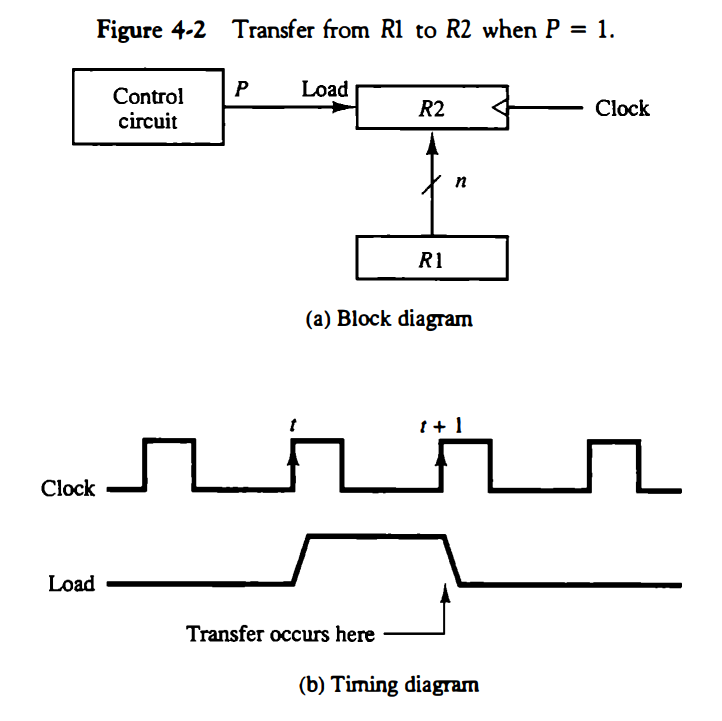 Figure 4-2 Transfer from R1 to R2 when P = 1.
Control
circuit
P
Load
R2
Clock
n
R1
(a) Block diagram
t
t + 1
Clock
Load
Transfer occurs here
(b) Timing diagram